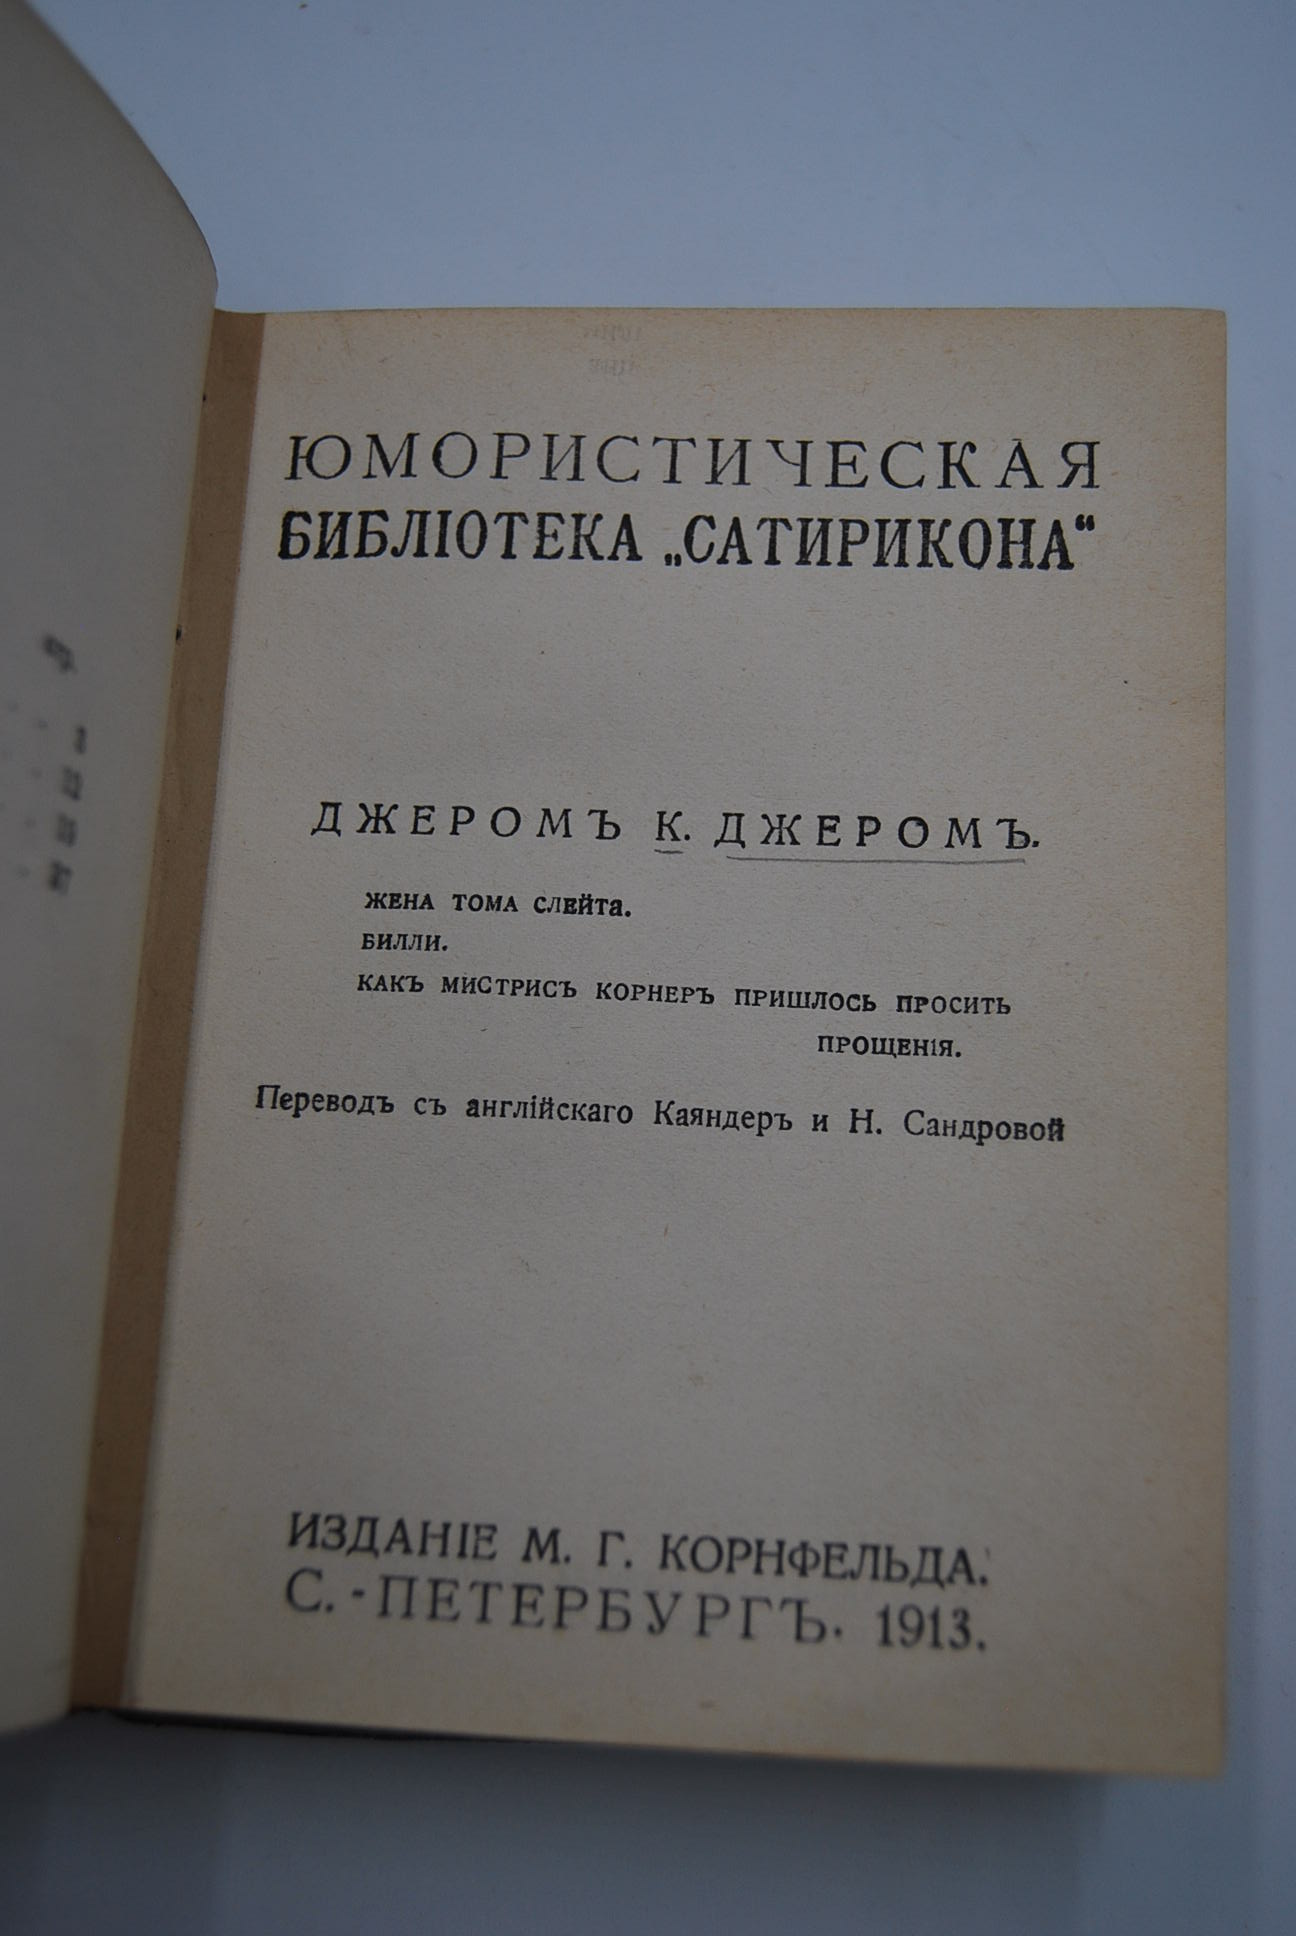 ЮМОРИСТИЧЕСКАЯ
БИБЛІОТЕКА „САТИРИКОНА“
ДЖЕРОМЪ К. ДЖЕРОМЪ.
ЖЕНА ТОМА СЛЕЙТА.
БИЛЛИ.
КАКЪ МИСТРИСЪ КОРНЕРЪ ПРИШЛОСЬ ПРОСИТЬ
ПРОЩЕНІЯ.
Переводъ съ англійскаго Каяндеръ и Н. Сандровой
ИЗДАНІЕ М. Г. КОРНФЕЛЬДА.
С.-ПЕТЕРБУРГЪ. 1913.